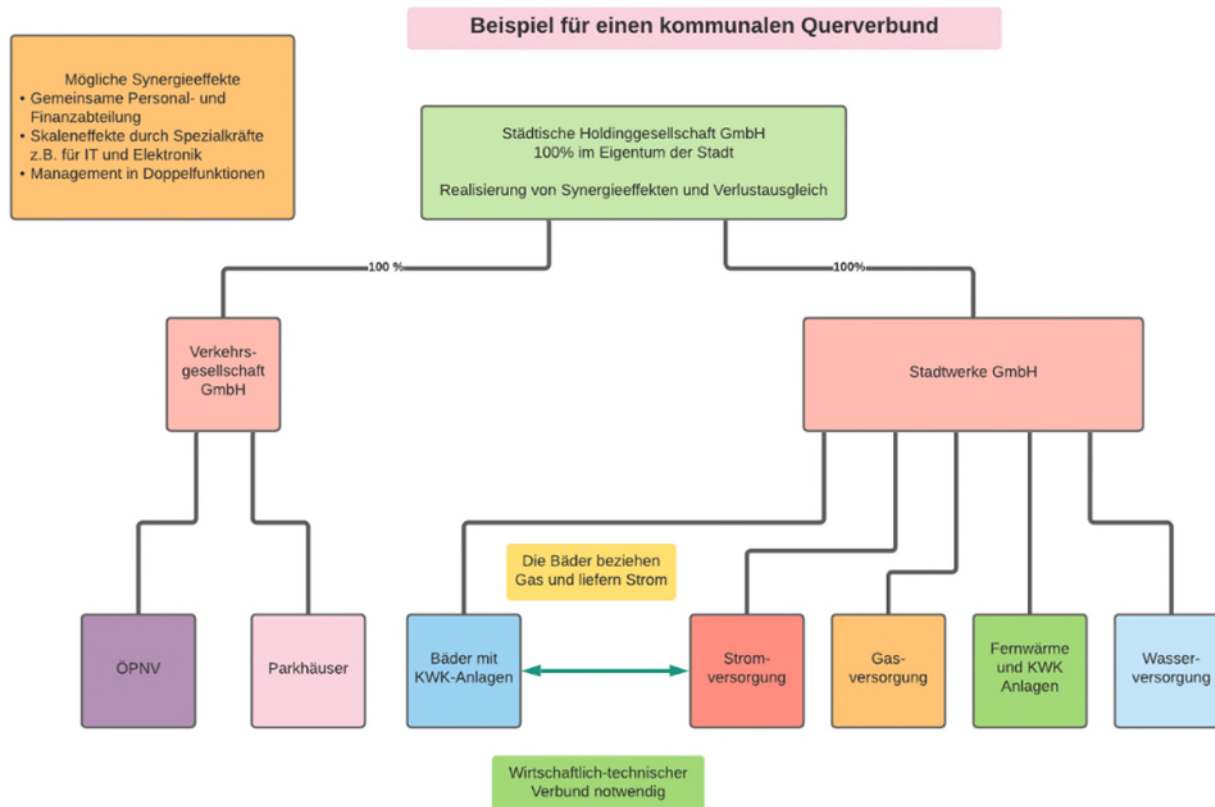 Beispiel für einen kommunalen Querverbund
Mögliche Synergieeffekte
• Gemeinsame Personal- und
Finanzabteilung
• Skaleneffekte durch Spezialkräfte
z.B. für IT und Elektronik
• Management in Doppelfunktionen
Städtische Holdinggesellschaft GmbH
100% im Eigentum der Stadt
Realisierung von Synergieeffekten und Verlustausgleich
100 %
100%
Verkehrs-
gesellschaft
GmbH
Stadtwerke GmbH
Die Bäder beziehen
Gas und liefern Strom
ÖPNV
Parkhäuser
Bäder mit
KWK-Anlagen
Strom-
versorgung
Gas-
versorgung
Fernwärme
und KWK
Anlagen
Wasser-
versorgung
Wirtschaftlich-technischer
Verbund notwendig